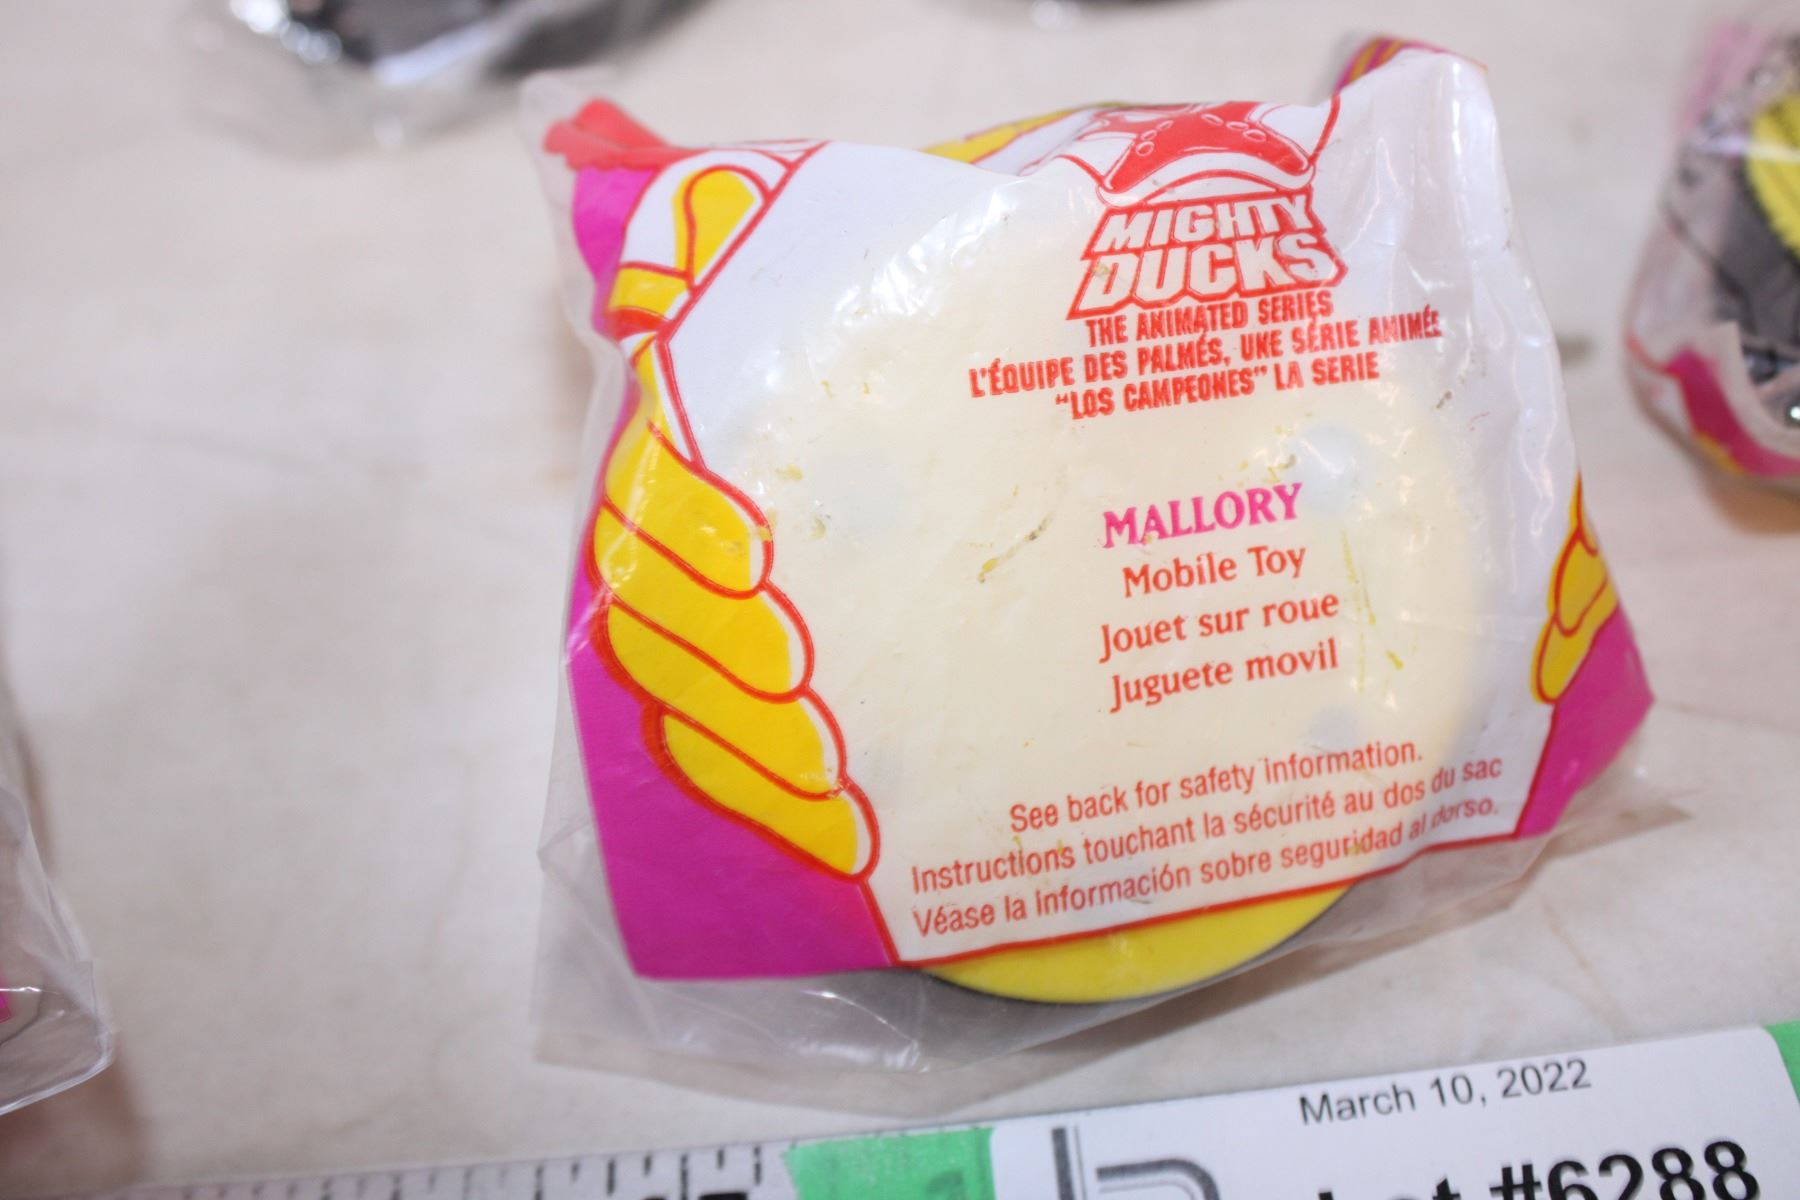 MIGHTY
DUCKS
THE ANIMATED SERIES
L'ÉQUIPE DES PALMÉS, UNE SÉRIE ANIMÉE
"LOS CAMPEONES" LA SERIE
MALLORY
Mobile Toy
Jouet sur roue
Juguete movil
See back for safety information.
Instructions touchant la sécurité au dos du sac
Véase la información sobre seguridad al dorso.
March 10, 2022
Lot #6288